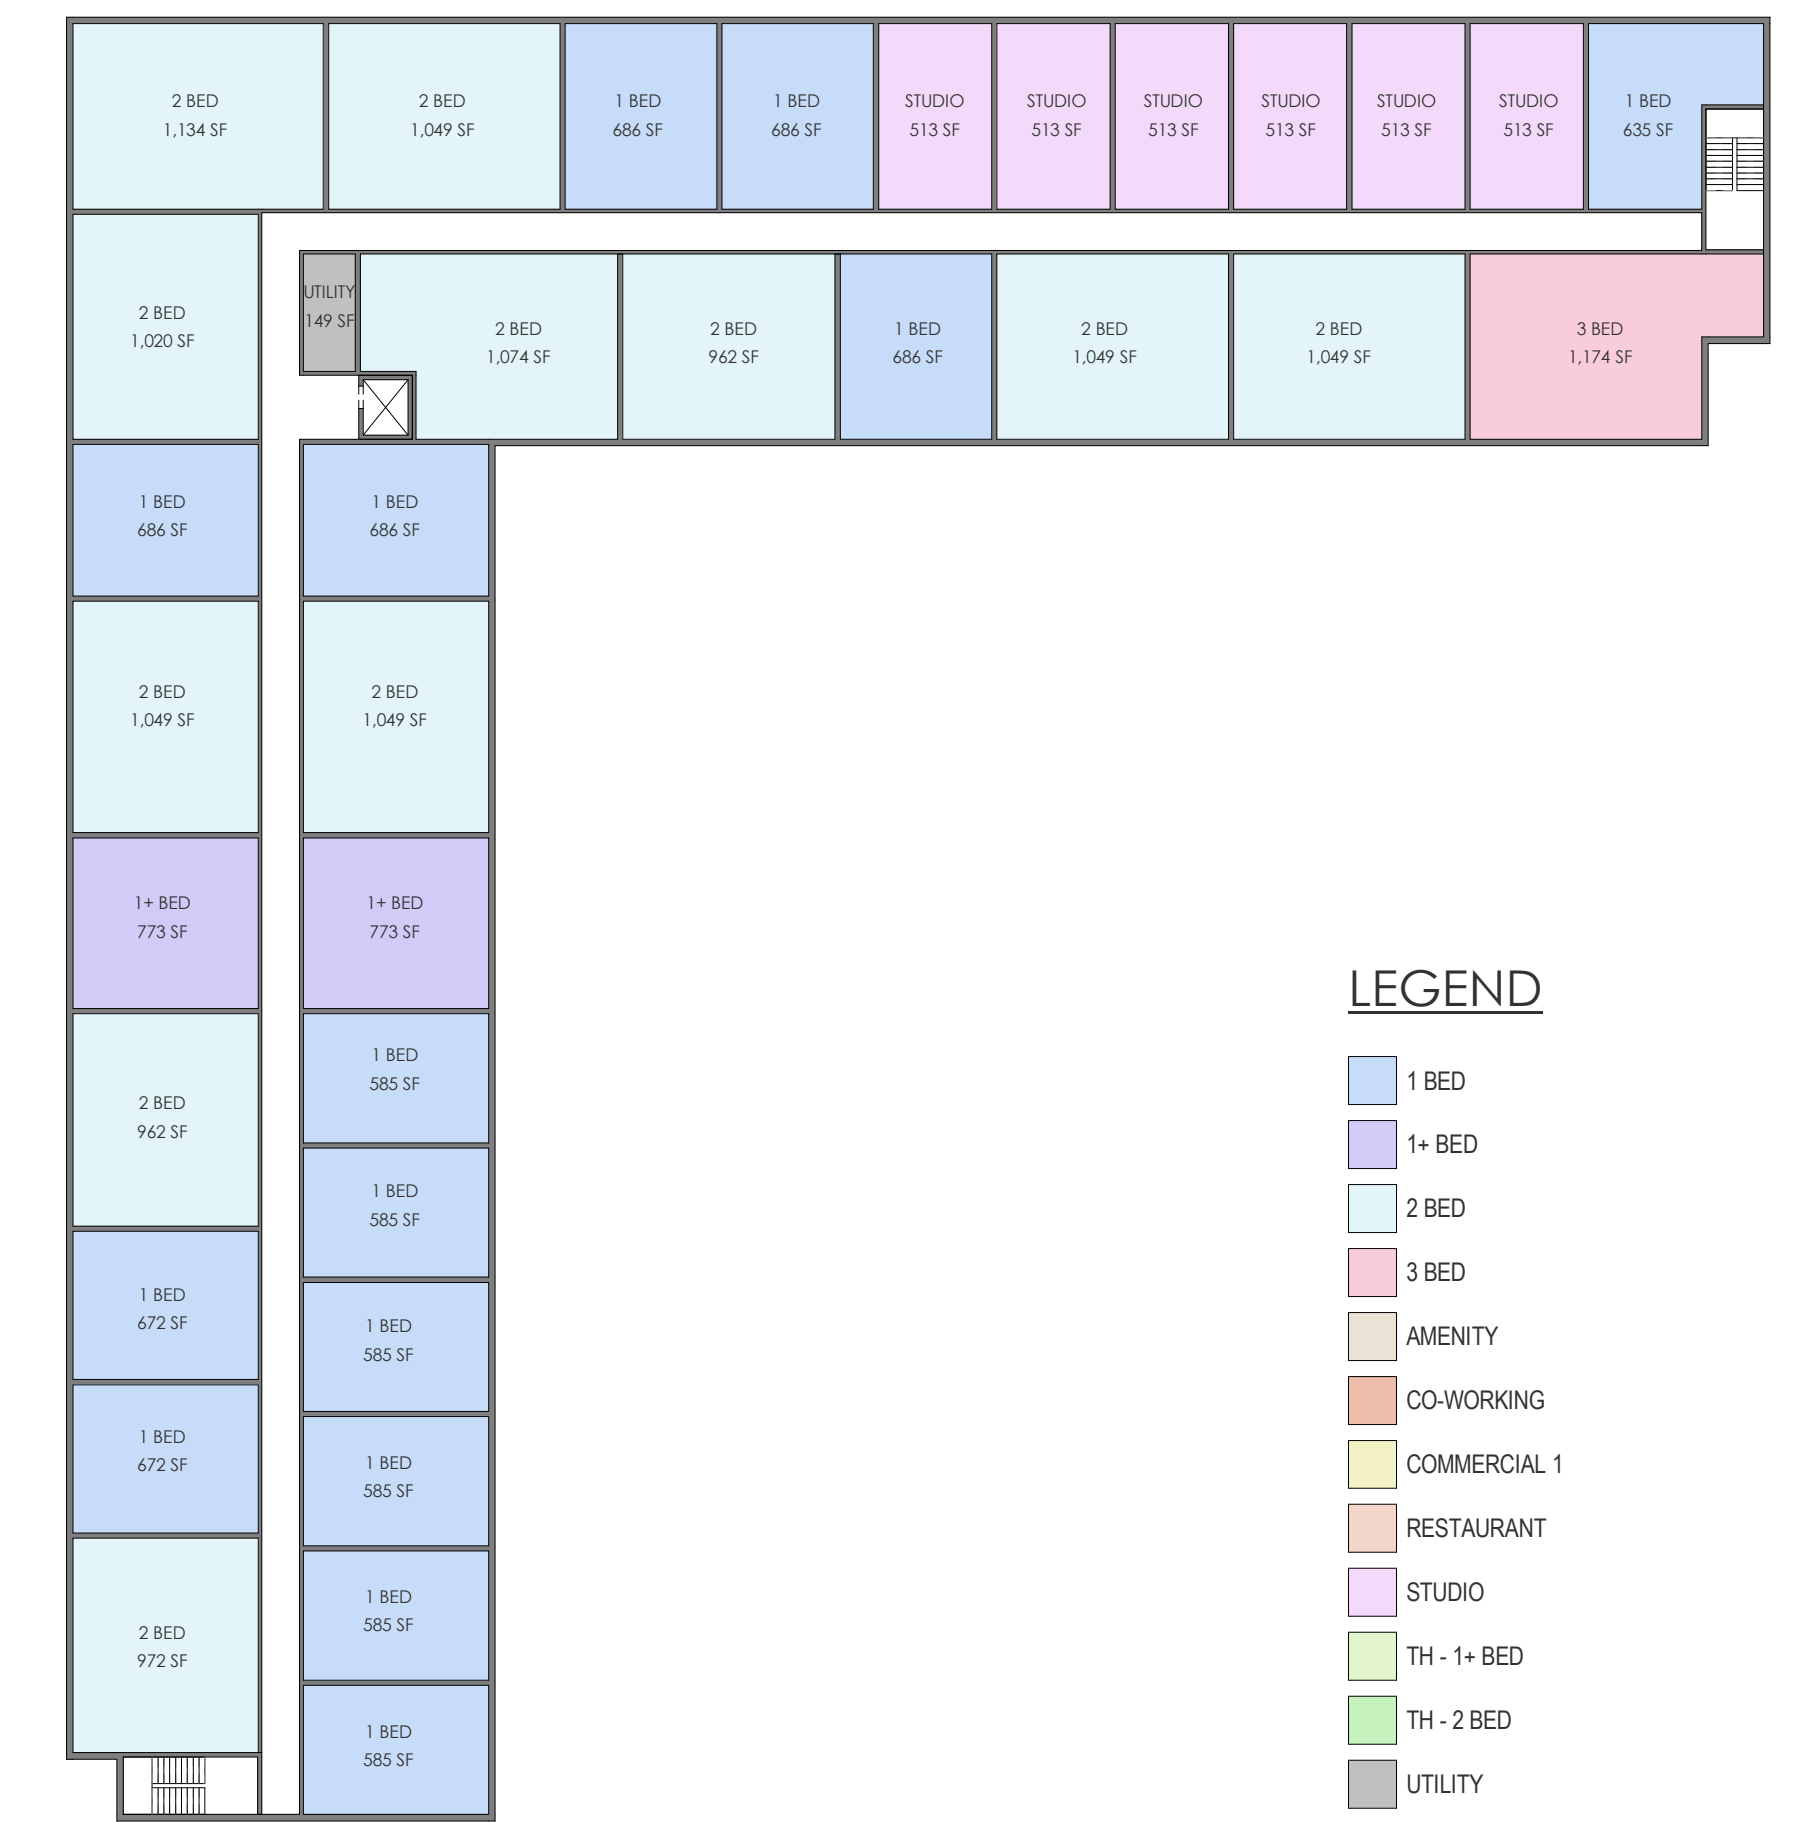 2 BED
1,134 SF
2 BED
1,049 SF
1 BED
686 SF
1 BED
686 SF
STUDIO
513 SF
STUDIO
513 SF
STUDIO
513 SF
STUDIO
513 SF
STUDIO
513 SF
STUDIO
513 SF
1 BED
635 SF
2 BED
1,020 SF
UTILITY
149 SF
2 BED
1,074 SF
2 BED
962 SF
1 BED
686 SF
2 BED
1,049 SF
2 BED
1,049 SF
3 BED
1,174 SF
1 BED
686 SF
1 BED
686 SF
2 BED
1,049 SF
2 BED
1,049 SF
1+ BED
773 SF
1+ BED
773 SF
2 BED
962 SF
1 BED
585 SF
1 BED
585 SF
1 BED
672 SF
1 BED
585 SF
1 BED
672 SF
1 BED
585 SF
2 BED
972 SF
1 BED
585 SF
1 BED
585 SF
LEGEND
1 BED
1+ BED
2 BED
3 BED
AMENITY
CO-WORKING
COMMERCIAL 1
RESTAURANT
STUDIO
TH - 1+ BED
TH - 2 BED
UTILITY